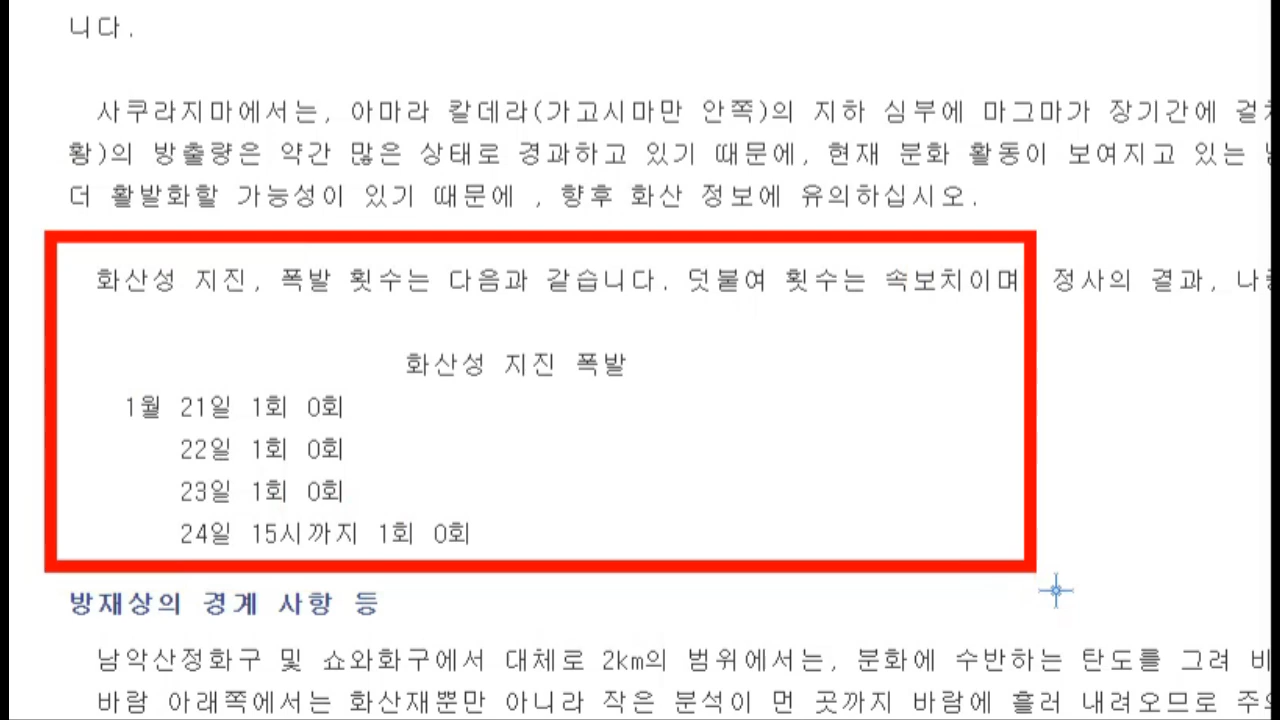 니다.
사쿠라지마에서는, 아마라 칼데라(가고시마만 안쪽)의 지하 심부에 마그마가 장기간에
황)의 방출량은 약간 많은 상태로 경과하고 있기 때문에, 현재 분화 활동이 보여지고 있는
더 활발화할 가능성이 있기 때문에 , 향후 화산 정보에 유의하십시오.
화산성 지진, 폭발 횟수는 다음과 같습니다. 덧붙여 횟수는 속보치이며 정사의 결과,
화산성 지진 폭발
1월 21일 1회 0회
22일 1회 0회
23일 1회 0회
24일 15시까지 1회 0회
방재상의 경계 사항 등
남악산정화구 및 쇼와화구에서 대체로 2km의 범위에서는, 분화에 수반하는 탄도를 그려
바람 아래쪽에서는 화산재뿐만 아니라 작은 분석이 먼 곳까지 바람에 흘러 내려오므로